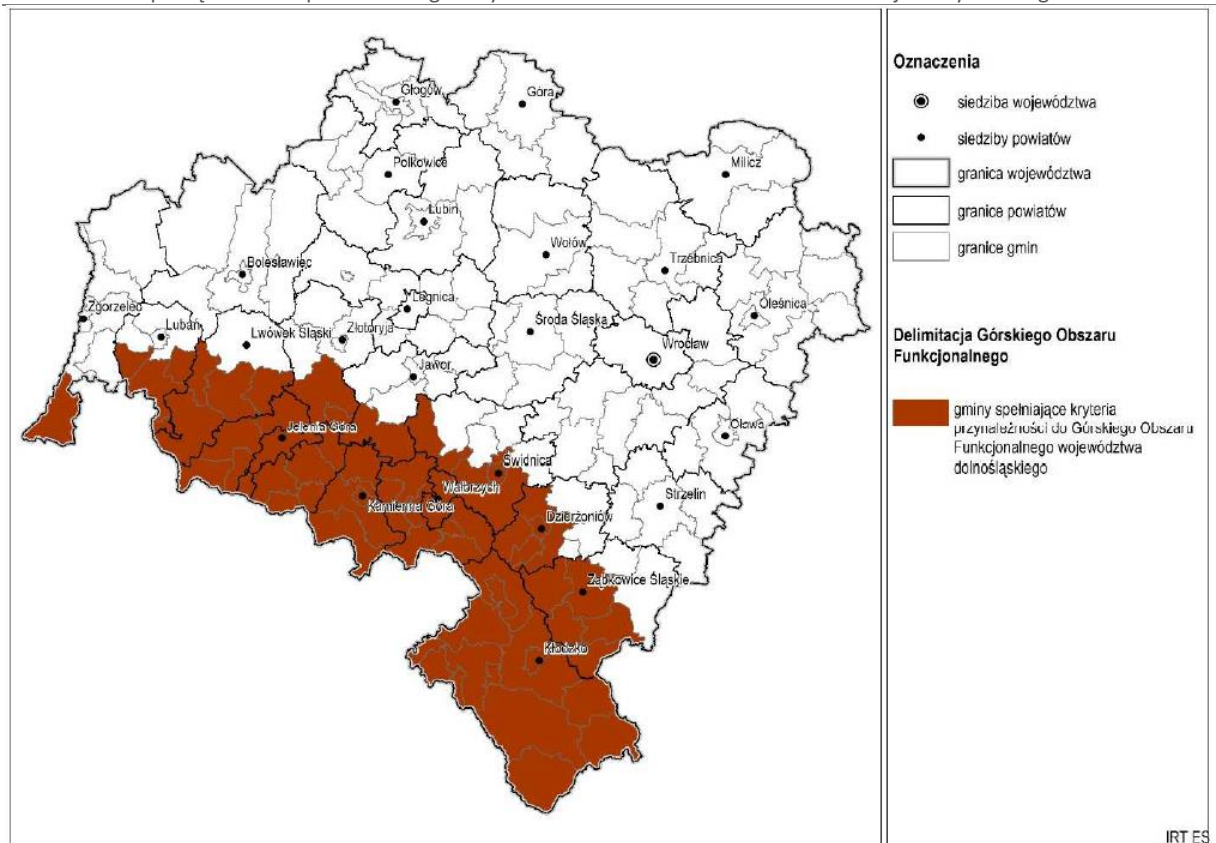 Głogów
Góra
Polkowice
Milicz
Lubin
Wołów
Trzebnica
Bolesławiec
Oleśnica
Legnica
Zgorzelec
Środa Śląska
Lubań
Lwówek Śląski
Złotoryja
Wrocław
Jawor
Jelenia Góra
Oława
Świdnica
Wałbrzych
Strzelin
Kamienna Góra
Dzierżoniów
Ząbkowice Śląskie
Kłodzko
Oznaczenia
siedziba województwa
siedziby powiatów
granica województwa
granice powiatów
granice gmin
Delimitacja Górskiego Obszaru
Funkcjonalnego
gminy spełniające kryteria
przynależności do Górskiego Obszaru
Funkcjonalnego województwa
dolnośląskiego
IRT ES